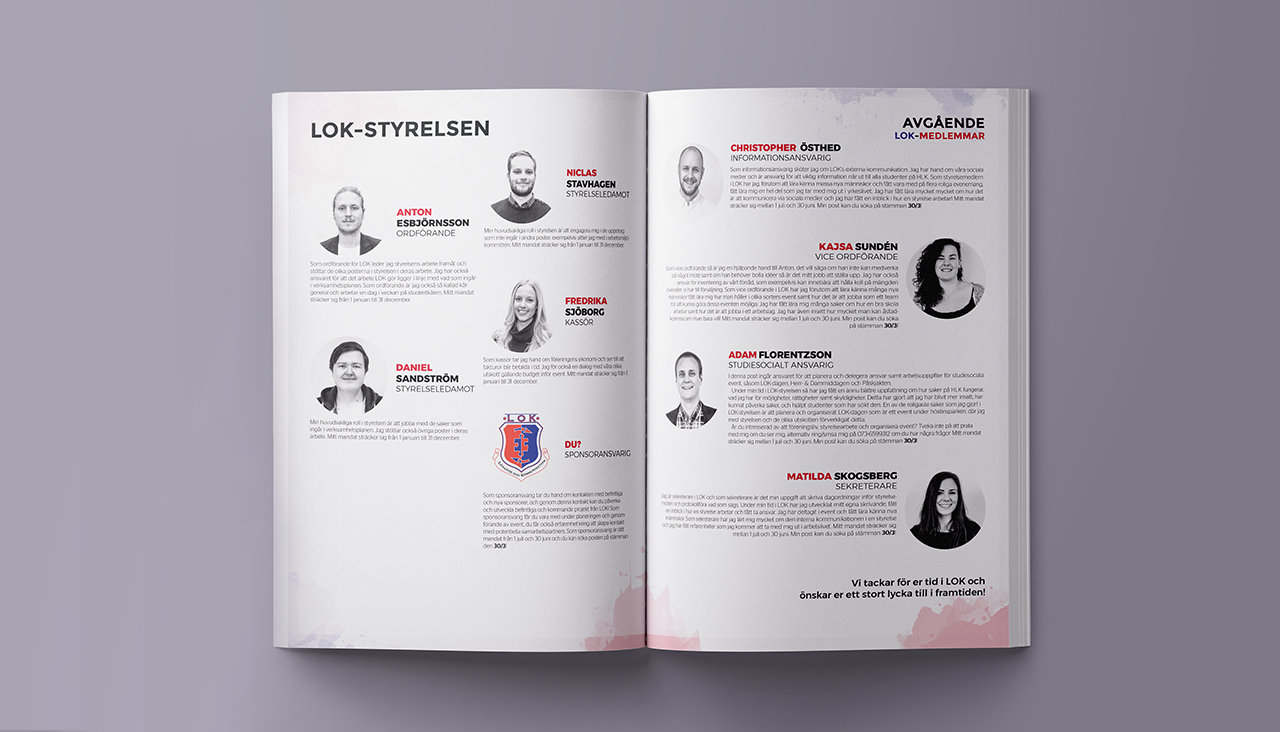 LOK-STYRELSEN
ANTON
ESBJÖRNSSON
ORDFÖRANDE
Som ordförande för LOK leder jag styrelsens arbete framåt och
stöttar de olika posterna i styrelsen i deras arbete. Jag har också
ansvaret för att det arbete LOK gör ligger i linje med vad som ingår
i verksamhetsplanen. Som ordförande är jag också så kallad kår
general och arbetar en dag i veckan på studentkåren. Mitt mandat
sträcker sig från 1 januari till 31 december.
DANIEL
SANDSTRÖM
STYRELSELEDAMOT
Min huvudsakliga roll i styrelsen är att jobba med de saker som
ingår i verksamhetsplanen. Jag stöttar också övriga poster i deras
arbete. Mitt mandat sträcker sig från 1 januari till 31 december.
NICLAS
STAVHAGEN
STYRELSELEDAMOT
Min huvudsakliga roll i styrelsen är att engagera mig i de uppdrag
som inte ingår i andra poster, exempelvis sitter jag med i arbetsmiljö-
kommittén. Mitt mandat sträcker sig från 1 januari till 31 december.
FREDRIKA
SJÖBORG
KASSÖR
Som kassör tar jag hand om föreningens ekonomi och ser till att
fakturor blir betalda i tid. Jag för också en dialog med våra olika
utskott gällande budget inför event. Mitt mandat sträcker sig från 1
januari till 31 december.
LOK
DU?
SPONSORANSVARIG
Som sponsoransvarig tar du hand om kontakten med befintliga
och nya sponsorer, och genom denna kontakt kan du påverka
och utveckla befintliga och kommande projekt från LOK! Som
sponsoransvarig får du vara med under planeringen och genom-
förande av event, du får också erfarenhet kring att skapa kontakt
med potentiella samarbetspartners. Som sponsoransvarig är ditt
mandat från 1 juli och 30 juni och du kan söka posten på stämman
den 30/3!
AVGÅENDE
LOK-MEDLEMMAR
CHRISTOPHER ÖSTHED
INFORMATIONSANSVARIG
Som informationsansvarig sköter jag om LOK's externa kommunikation. Jag har hand om våra sociala
medier och är ansvarig för att viktig information når ut till alla studenter på HLK. Som styrelsemedlem
i LOK har jag, förutom att lära känna massa nya människor och fått vara med på flera roliga evenemang,
fått lära mig en hel del som jag tar med mig ut i yrkeslivet. Jag har fått lära mycket mycket om hur det
är att kommunicera via sociala medier och jag har fått en inblick i hur en styrelse arbetar! Mitt mandat
sträcker sig mellan 1 juli och 30 juni. Min post kan du söka på stämman 30/3!
KAJSA SUNDÉN
VICE ORDFÖRANDE
Som vice ordförande så är jag en hjälpande hand till Anton, det vill säga om han inte kan medverka
på något möte samt om han behöver bolla idéer så är det mitt jobb att ställa upp. Jag har också
ansvar för inventering av vårt förråd, som exempelvis kan innebära att hålla koll på mängden
overaller vi har till försäljning. Som vice ordförande i LOK har jag förutom att lära känna många nya
människor fått lära mig hur man håller i olika sorters event samt hur det är att jobba som ett team
för att kunna göra dessa eventen möjliga. Jag har fått lära mig många saker om hur en bra skola
arbetar samt hur det är att jobba i ett arbetslag. Jag har även insett hur mycket man kan åstad-
komma om man bara vill! Mitt mandat sträcker sig mellan 1 juli och 30 juni. Min post kan du söka
på stämman 30/3!
ADAM FLORENTZSON
STUDIESOCIALT ANSVARIG
I denna post ingår ansvaret för att planera och delegera ansvar samt arbetsuppgifter för studiesociala
event, såsom LOK-dagen, Herr- & Dammiddagen och Påskjakten.
Under min tid i LOK-styrelsen så har jag fått en ännu bättre uppfattning om hur saker på HLK fungerar,
vad jag har för möjligheter, rättigheter samt skyldigheter. Detta har gjort att jag har blivit mer insatt, har
kunnat påverka saker, och hjälpt studenter som har sökt den. En av de roligaste saker som jag gjort i
LOK-styrelsen är att planera och organiserat LOK-dagen som är ett event under höstinsparken, där jag
med styrelsen och de olika utskotten förverkligat detta.
Är du intresserad av att föreningsliv, styrelsearbete och organisera event? Tveka inte på att prata
med mig om du ser mig, alternativ ring/smsa mig på 073-6599312 om du har några frågor! Mitt mandat
sträcker sig mellan 1 juli och 30 juni. Min post kan du söka på stämman 30/3!
MATILDA SKOGSBERG
SEKRETERARE
Jag är sekreterare i LOK och som sekreterare är det min uppgift att skriva dagordningar inför styrelse-
möten och protokollföra vad som sägs. Under min tid i LOK har jag utvecklat mitt egna skrivande, fått
en inblick i hur en styrelse arbetar och fått ta ansvar. Jag har deltagit i event och fått lära känna nya
människor. Som sekreterare har jag lärt mig mycket om den interna kommunikationen i en styrelse
och jag har fått erfarenheter som jag kommer att ta med mig ut i arbetslivet. Mitt mandat sträcker sig
mellan 1 juli och 30 juni. Min post kan du söka på stämman 30/3!
Vi tackar för er tid i LOK och
önskar er ett stort lycka till i framtiden!